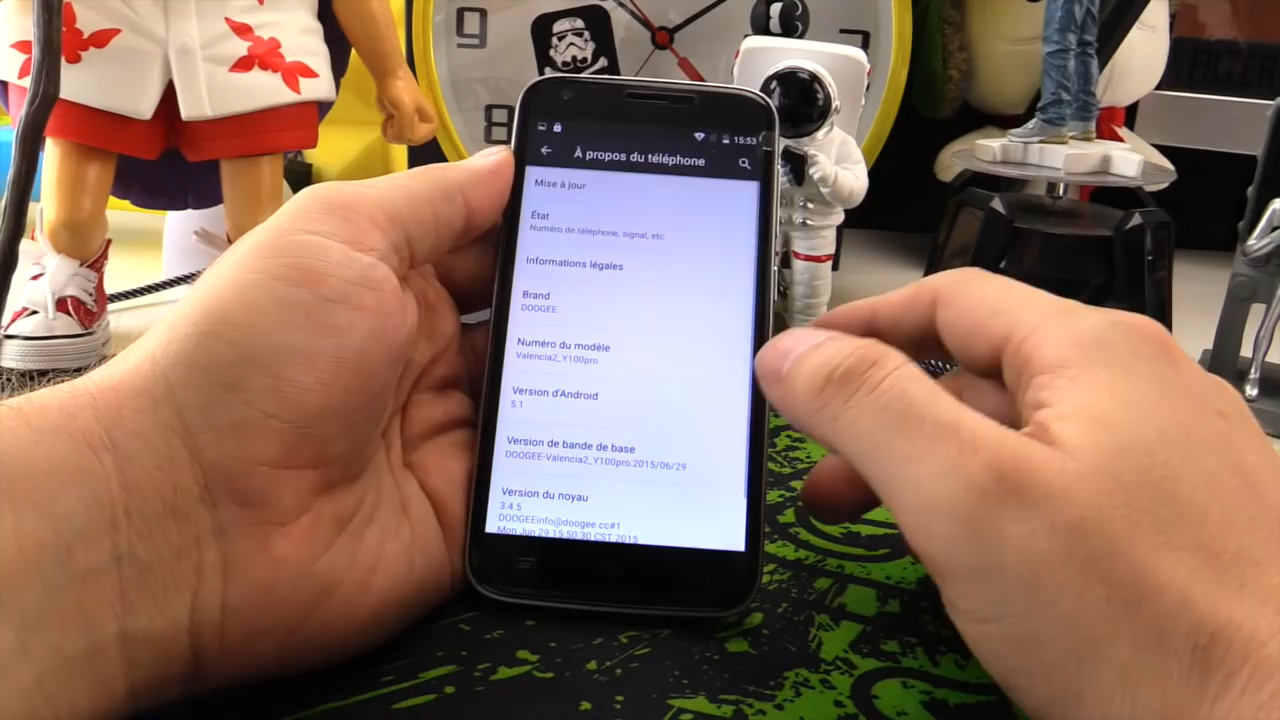 9
8
15:53
À propos du téléphone
Mise à jour
État
Numéro de téléphone, signal, etc
Informations légales
Brand
DOOGEE
Numéro du modèle
Valencia2_Y100pro
Version d'Android
5.1
Version de bande de base
DOOGEE-Valencia2_Y100pro.2015/06/29
Version du noyau
3.4.5
DOOGEEinfo@doogee.cc#1
Mon Jun 29 15:50:30 CST 2015